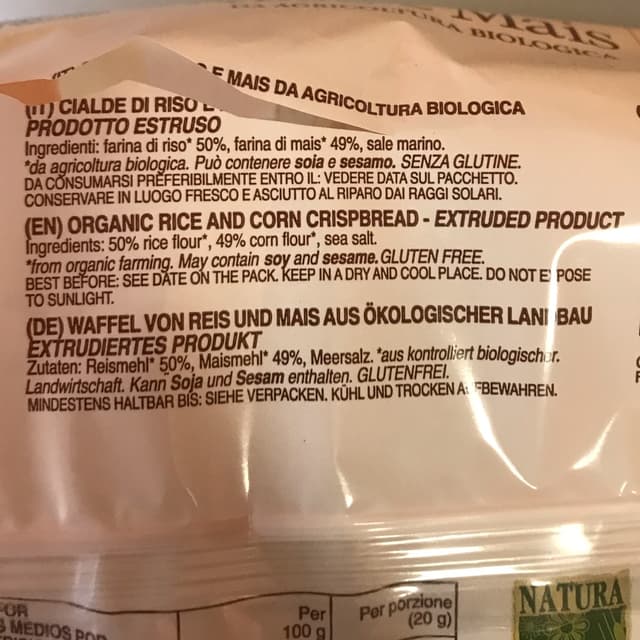 Mais
DA AGRICOLTURA BIOLOGICA
E MAIS DA AGRICOLTURA BIOLOGICA
(IT) CIALDE DI RISO E
PRODOTTO ESTRUSO
Ingredienti: farina di riso* 50%, farina di mais* 49%, sale marino.
*da agricoltura biologica. Può contenere soia e sesamo. SENZA GLUTINE.
DA CONSUMARSI PREFERIBILMENTE ENTRO IL: VEDERE DATA SUL PACCHETTO.
CONSERVARE IN LUOGO FRESCO E ASCIUTTO AL RIPARO DAI RAGGI SOLARI.
(EN) ORGANIC RICE AND CORN CRISPBREAD - EXTRUDED PRODUCT
Ingredients: 50% rice flour*, 49% corn flour*, sea salt.
*from organic farming. May contain soy and sesame. GLUTEN FREE.
BEST BEFORE: SEE DATE ON THE PACK. KEEP IN A DRY AND COOL PLACE. DO NOT EXPOSE
TO SUNLIGHT.
(DE) WAFFEL VON REIS UND MAIS AUS ÖKOLOGISCHER LANDBAU
EXTRUDIERTES PRODUKT
Zutaten: Reismehl* 50%, Maismehl* 49%, Meersalz. *aus kontrolliert biologischer.
Landwirtschaft. Kann Soja und Sesam enthalten. GLUTENFREI.
MINDESTENS HALTBAR BIS: SIEHE VERPACKEN. KÜHL UND TROCKEN AUFBEWAHREN.
MEDIOS POR
Per
100 g
Per porzione
(20 g)
NATURA